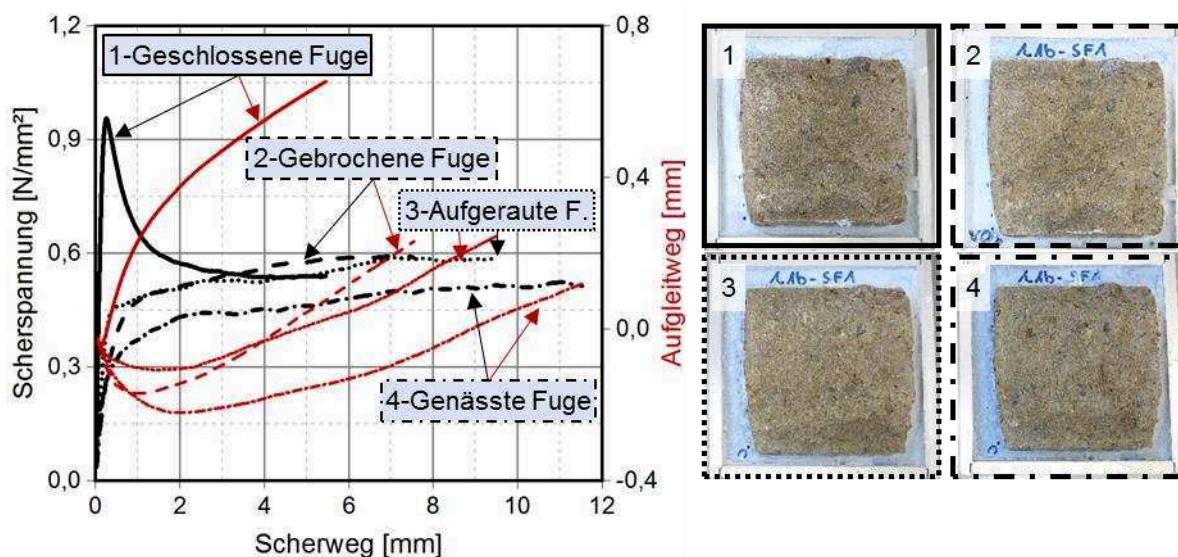 1,2
0,9
0,6
0,3
0,0
Scherspannung [N/mm²]
0 2 4 6 8 10 12
Scherweg [mm]
0,8
0,4
0,0
-0,4
Aufgleitweg [mm]
1-Geschlossene Fuge
2-Gebrochene Fuge
3-Aufgeraute F.
4-Genässte Fuge
1
2
1.1b-SF1
3
1.1b-SF1
4
1.1b-SF1